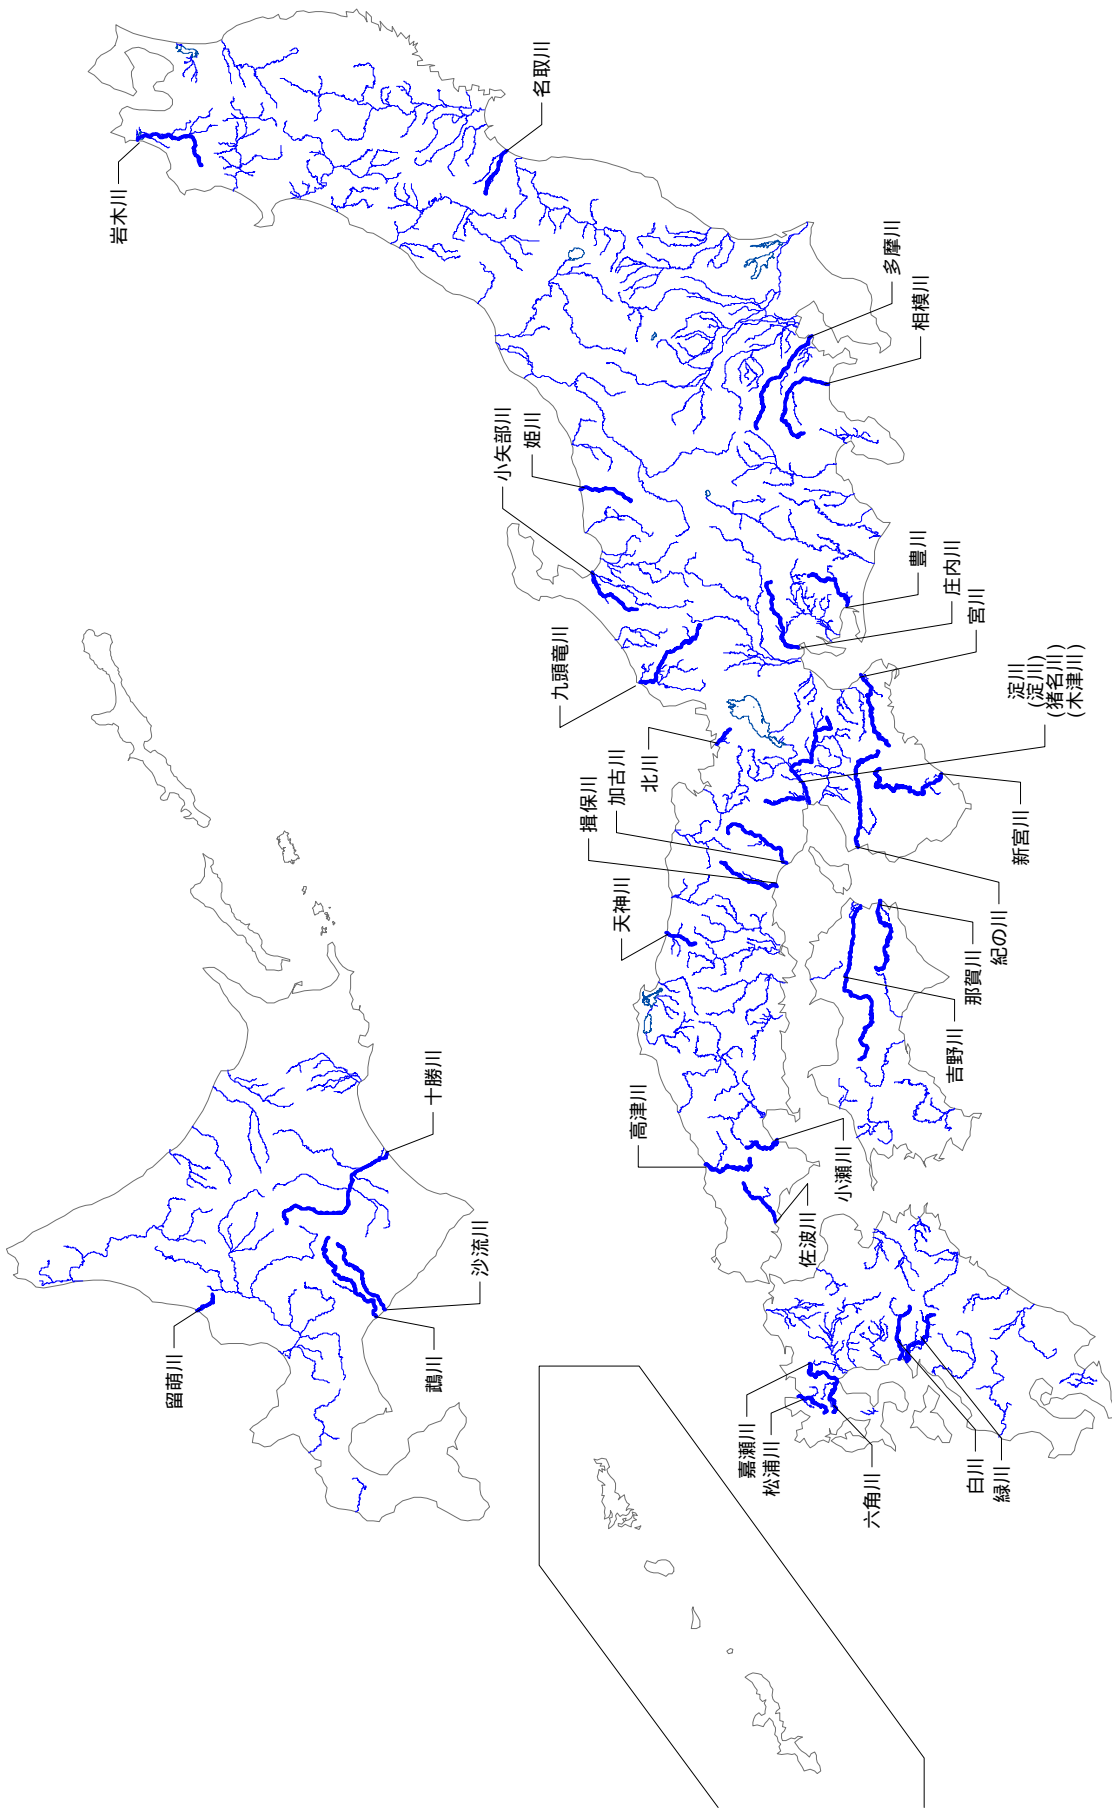 岩木川
名取川
多摩川
相模川
小矢部川
姫川
豊川
庄内川
宮川
九頭竜川
淀川
(淀川)
(猪名川)
(木津川)
北川
加古川
揖保川
新宮川
天神川
紀の川
那賀川
吉野川
十勝川
高津川
小瀬川
佐波川
沙流川
鵡川
留萌川
嘉瀬川
松浦川
六角川
白川
緑川